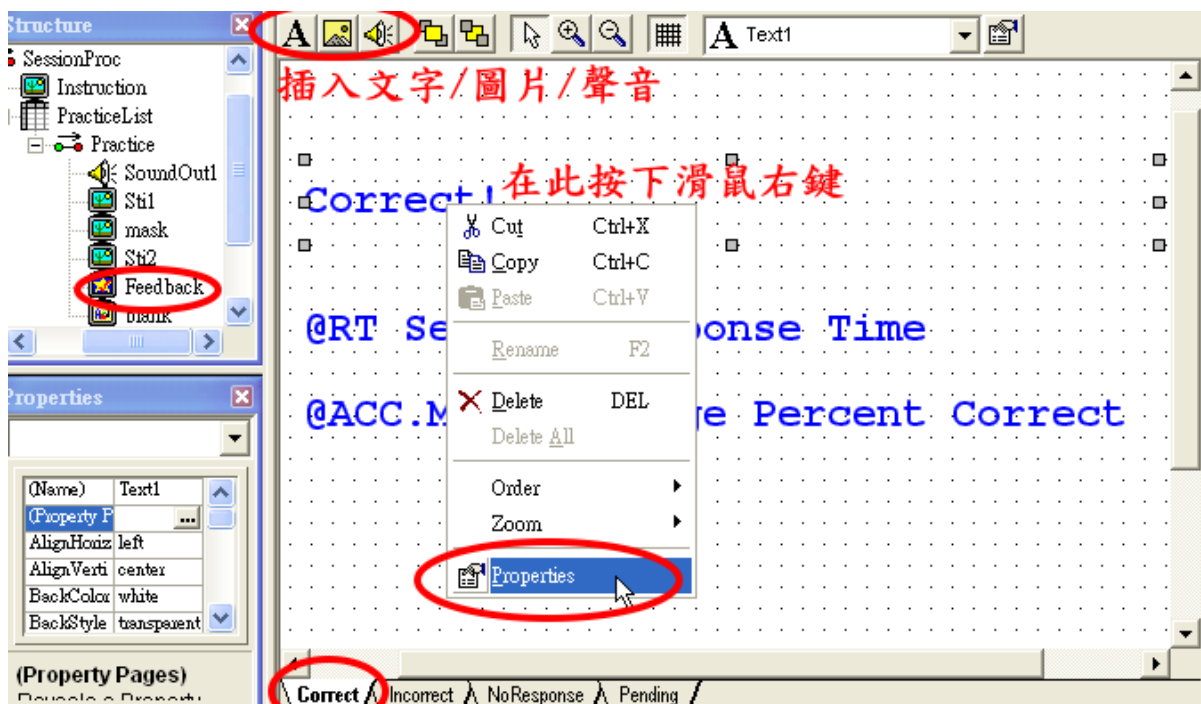 Structure
SessionProc
Instruction
PracticeList
Practice
SoundOut1
Sti1
mask
Sti2
Feedback
blank
Properties
(Name) Text1
(Property P ...
AlignHoriz left
AlignVerti center
BackColor white
BackStyle transparent
(Property Pages)
A Text1
插入文字/圖片/聲音
在此按下滑鼠右鍵
Correct!
Cut Ctrl+X
Copy Ctrl+C
Paste Ctrl+V
Rename F2
Delete DEL
Delete All
Order
Zoom
Properties
@RT Se onse Time
@ACC.M ge Percent Correct
Correct Incorrect NoResponse Pending